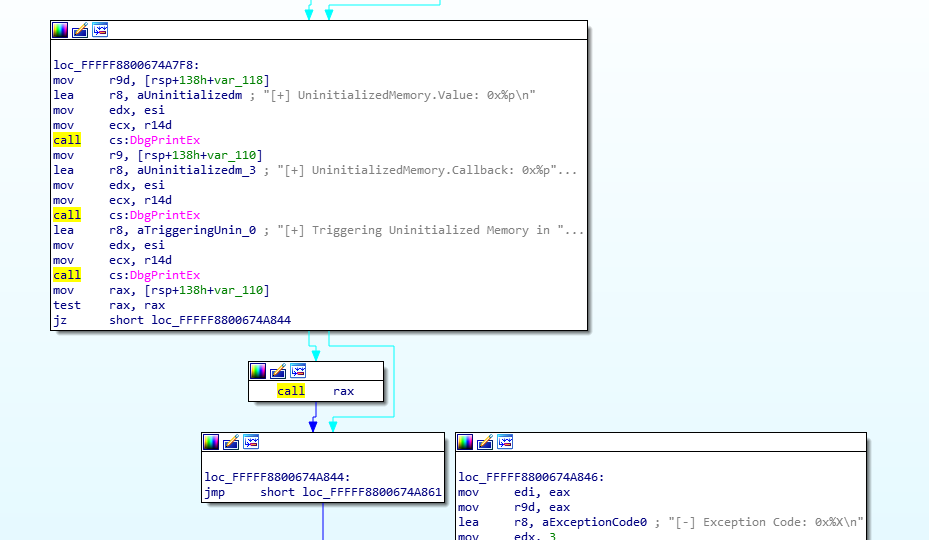 loc_FFFFF8800674A7F8:
mov r9d, [rsp+138h+var_118]
lea r8, aUninitializedm ; "[+] UninitializedMemory.Value: 0x%p\n"
mov edx, esi
mov ecx, r14d
call cs:DbgPrintEx
mov r9, [rsp+138h+var_110]
lea r8, aUninitializedm_3 ; "[+] UninitializedMemory.Callback: 0x%p"...
mov edx, esi
mov ecx, r14d
call cs:DbgPrintEx
lea r8, aTriggeringUnin_0 ; "[+] Triggering Uninitialized Memory in "...
mov edx, esi
mov ecx, r14d
call cs:DbgPrintEx
mov rax, [rsp+138h+var_110]
test rax, rax
jz short loc_FFFFF8800674A844
call rax
loc_FFFFF8800674A844:
jmp short loc_FFFFF8800674A861
loc_FFFFF8800674A846:
mov edi, eax
mov r9d, eax
lea r8, aExceptionCode0 ; "[-] Exception Code: 0x%X\n"
mov edx, 3